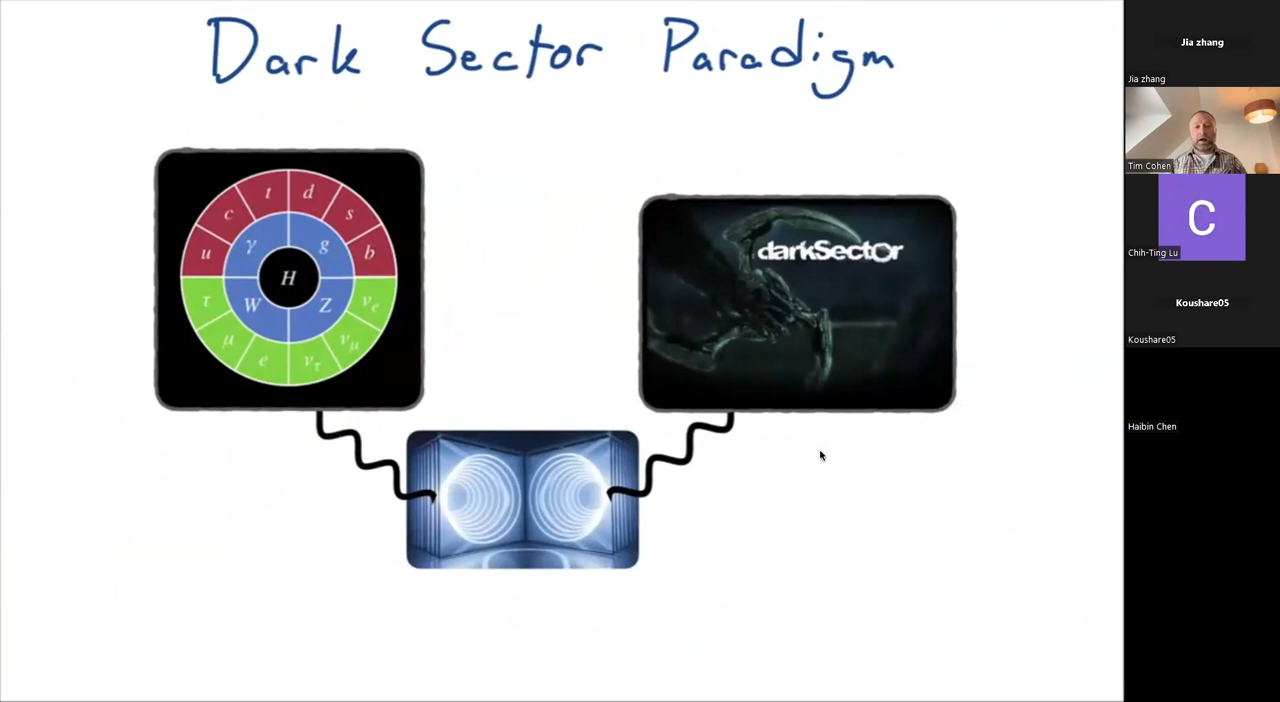 Dark Sector Paradigm
t d
c s
u γ g b
H
τ W Z νe
μ νμ
e ντ
darkSector
Jia zhang
Jia zhang
Tim Cohen
C
Chih-Ting Lu
Koushare05
Koushare05
Haibin Chen